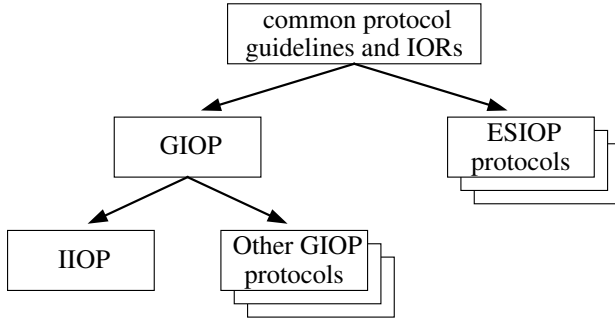 common protocol
guidelines and IORs
GIOP
ESIOP
protocols
IIOP
Other GIOP
protocols